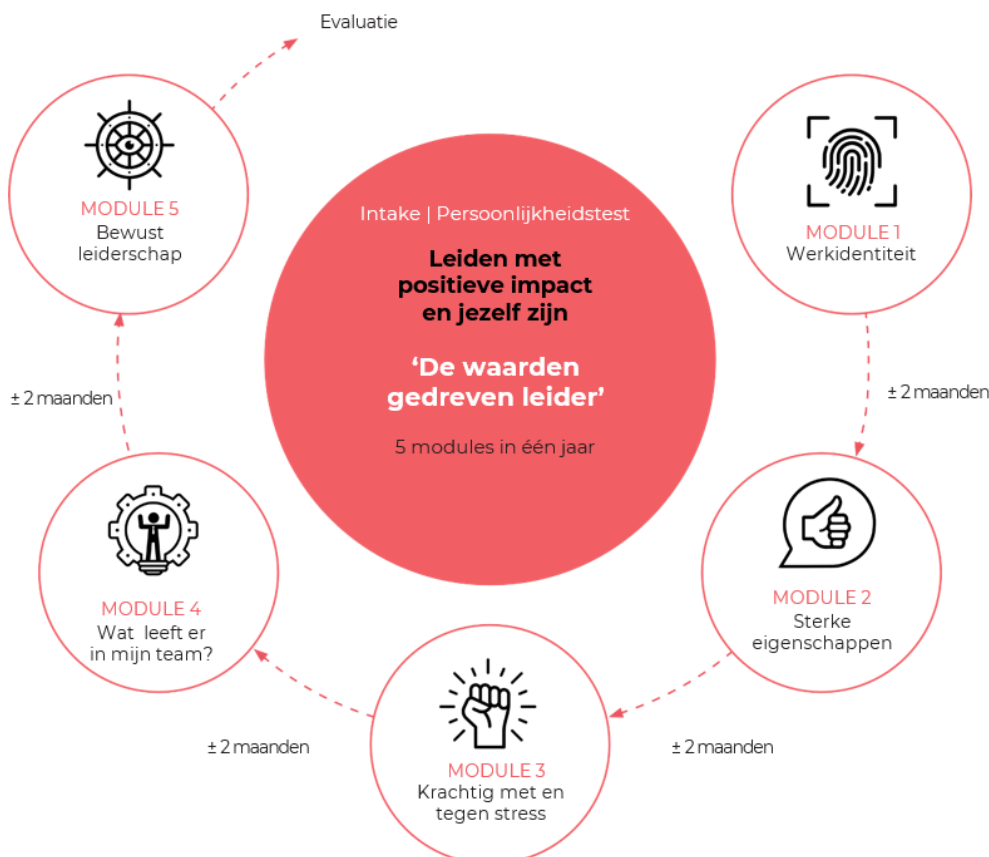 Evaluatie
Intake | Persoonlijkheidstest
Leiden met
positieve impact
en jezelf zijn
‘De waarden
gedreven leider’
5 modules in één jaar
MODULE 1
Werkidentiteit
± 2 maanden
MODULE 2
Sterke
eigenschappen
± 2 maanden
MODULE 3
Krachtig met en
tegen stress
± 2 maanden
MODULE 4
Wat leeft er
in mijn team?
± 2 maanden
MODULE 5
Bewust
leiderschap